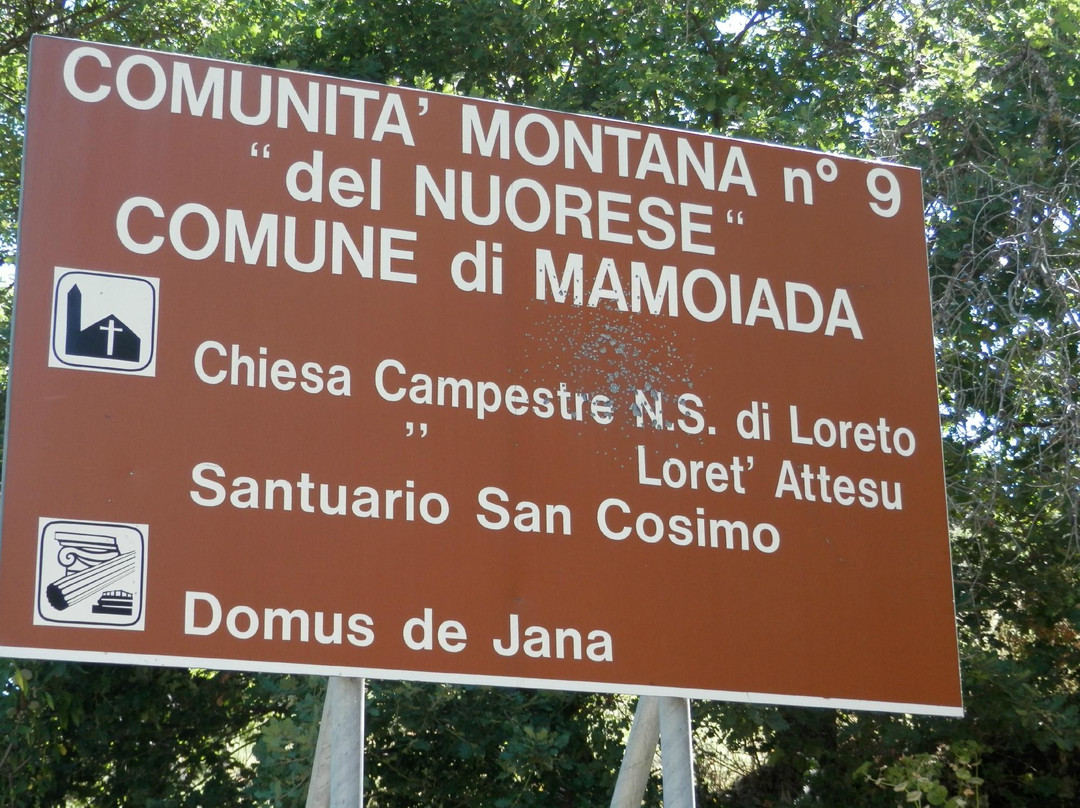 COMUNITA’ MONTANA n° 9
“ del NUORESE “
COMUNE di MAMOIADA
Chiesa Campestre N.S. di Loreto
’’ Loret’ Attesu
Santuario San Cosimo
Domus de Jana